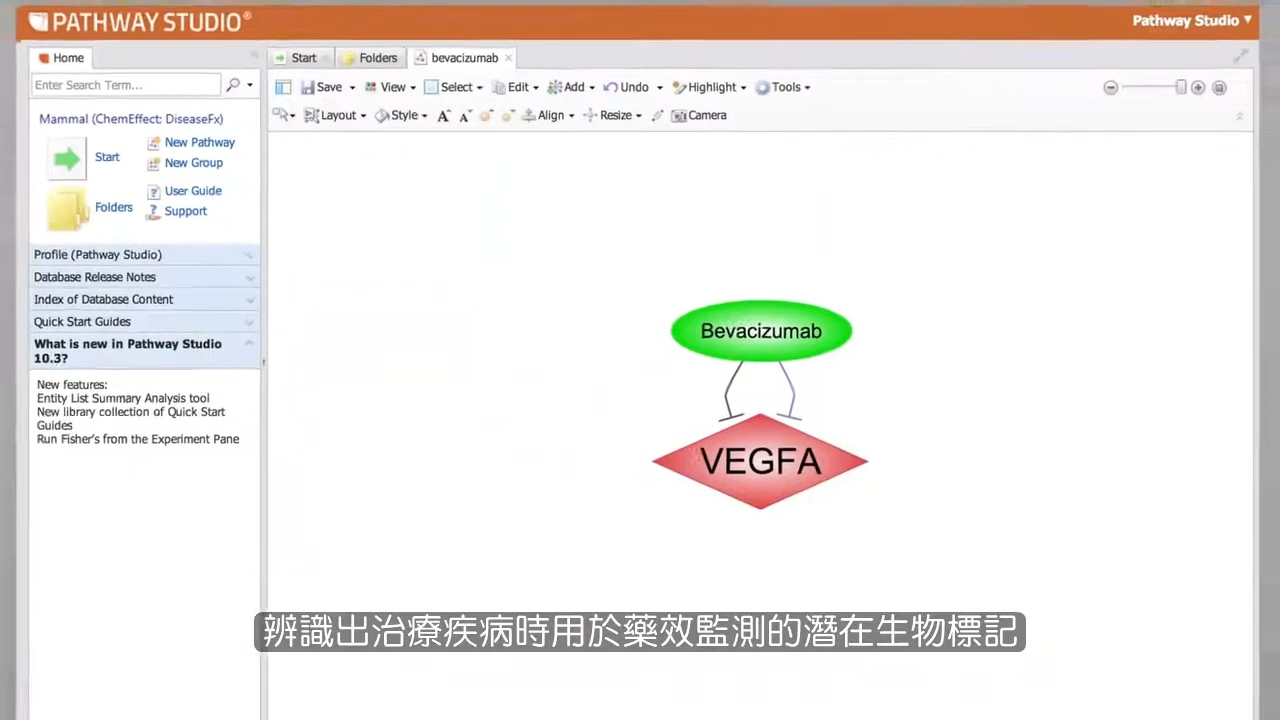 PATHWAY STUDIO®
Pathway Studio
Home
Start
Folders
bevacizumab
Enter Search Term...
Save
View
Select
Edit
Add
Undo
Highlight
Tools
Layout
Style
Align
Resize
Camera
Mammal (ChemEffect: DiseaseFx)
Start
New Pathway
New Group
Folders
User Guide
Support
Profile (Pathway Studio)
Database Release Notes
Index of Database Content
Quick Start Guides
What is new in Pathway Studio
10.3?
New features:
Entity List Summary Analysis tool
New library collection of Quick Start
Guides
Run Fisher's from the Experiment Pane
Bevacizumab
VEGFA
辨識出治療疾病時用於藥效監測的潛在生物標記